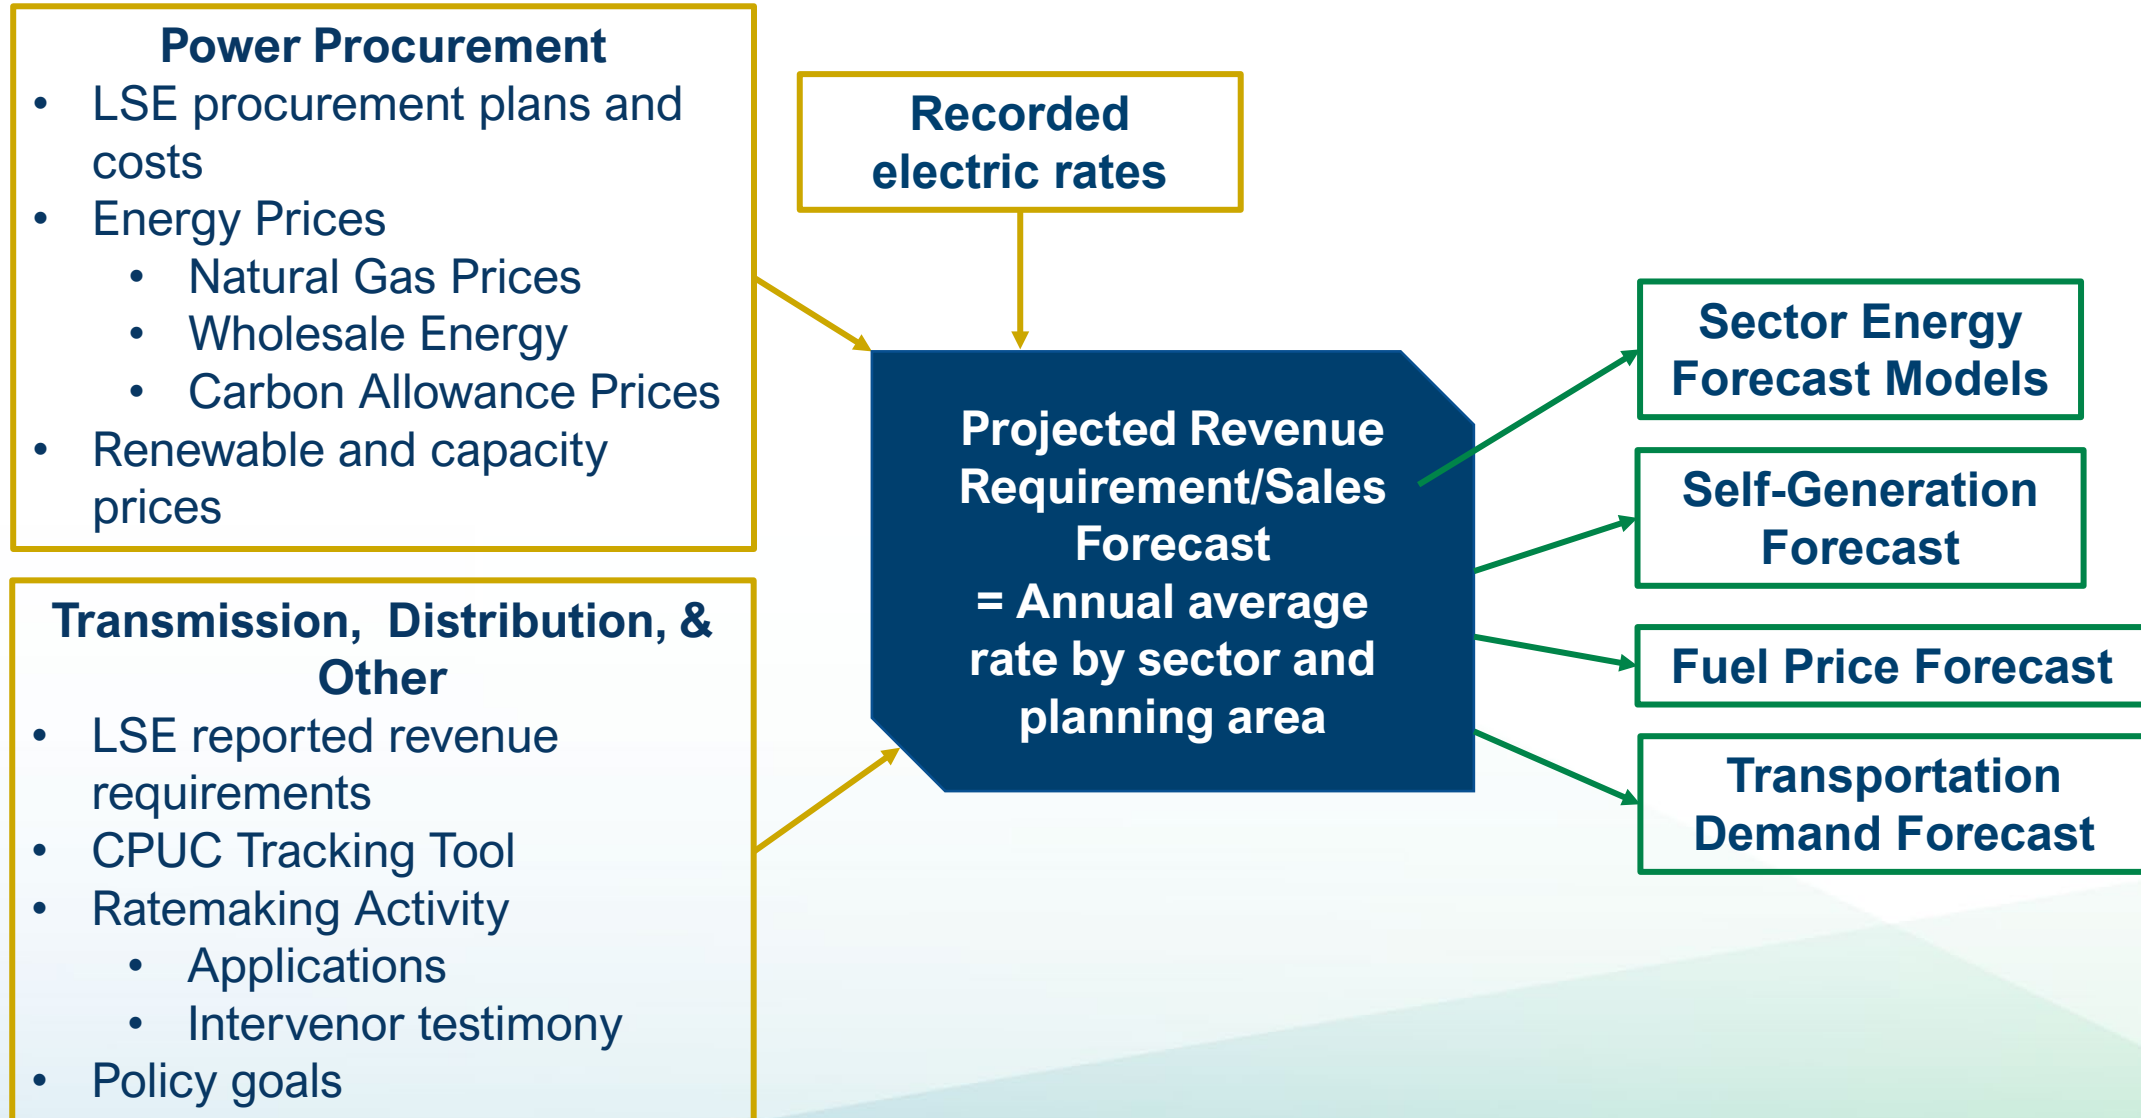 Power Procurement
• LSE procurement plans and
costs
• Energy Prices
• Natural Gas Prices
• Wholesale Energy
• Carbon Allowance Prices
• Renewable and capacity
prices
Transmission, Distribution, &
Other
• LSE reported revenue
requirements
• CPUC Tracking Tool
• Ratemaking Activity
• Applications
• Intervenor testimony
• Policy goals
Recorded
electric rates
Projected Revenue
Requirement/Sales
Forecast
= Annual average
rate by sector and
planning area
Sector Energy
Forecast Models
Self-Generation
Forecast
Fuel Price Forecast
Transportation
Demand Forecast